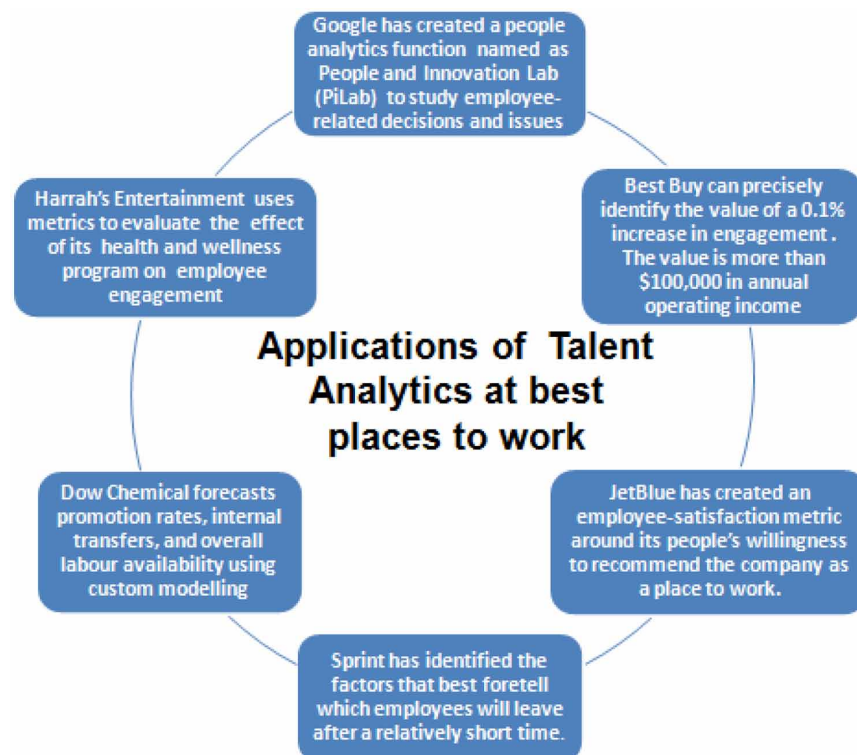 Google has created a people
analytics function named as
People and Innovation Lab
(PiLab) to study employee-
related decisions and issues
Harrah's Entertainment uses
metrics to evaluate the effect
of its health and wellness
program on employee
engagement
Best Buy can precisely
identify the value of a 0.1%
increase in engagement .
The value is more than
$100,000 in annual
operating income
Applications of Talent
Analytics at best
places to work
Dow Chemical forecasts
promotion rates, internal
transfers, and overall
labour availability using
custom modelling
JetBlue has created an
employee-satisfaction metric
around its people's willingness
to recommend the company as
a place to work.
Sprint has identified the
factors that best foretell
which employees will leave
after a relatively short time.